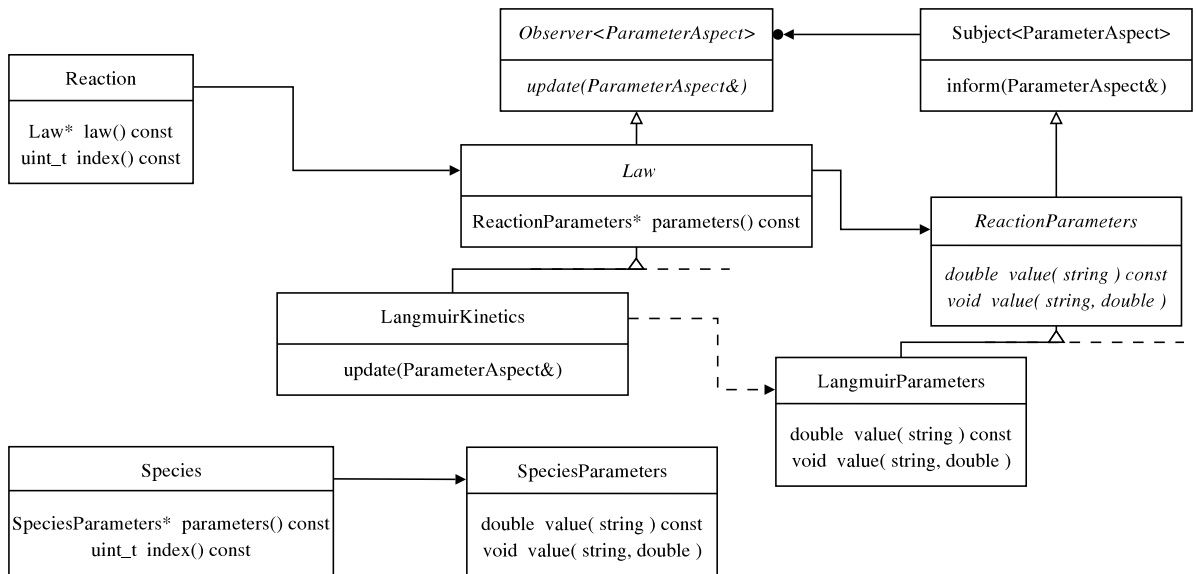 Observer<ParameterAspect>
update(ParameterAspect&)
Subject<ParameterAspect>
inform(ParameterAspect&)
Reaction
Law* law() const
uint_t index() const
Law
ReactionParameters* parameters() const
ReactionParameters
double value( string ) const
void value( string, double )
LangmuirKinetics
update(ParameterAspect&)
LangmuirParameters
double value( string ) const
void value( string, double )
Species
SpeciesParameters* parameters() const
uint_t index() const
SpeciesParameters
double value( string ) const
void value( string, double )